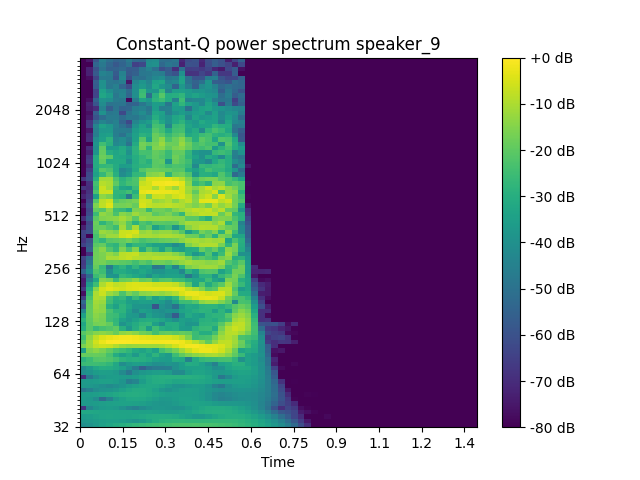 Constant-Q power spectrum speaker_9
Hz
2048
1024
512
256
128
64
32
0 0.15 0.3 0.45 0.6 0.75 0.9 1.1 1.2 1.4
Time
+0 dB
-10 dB
-20 dB
-30 dB
-40 dB
-50 dB
-60 dB
-70 dB
-80 dB